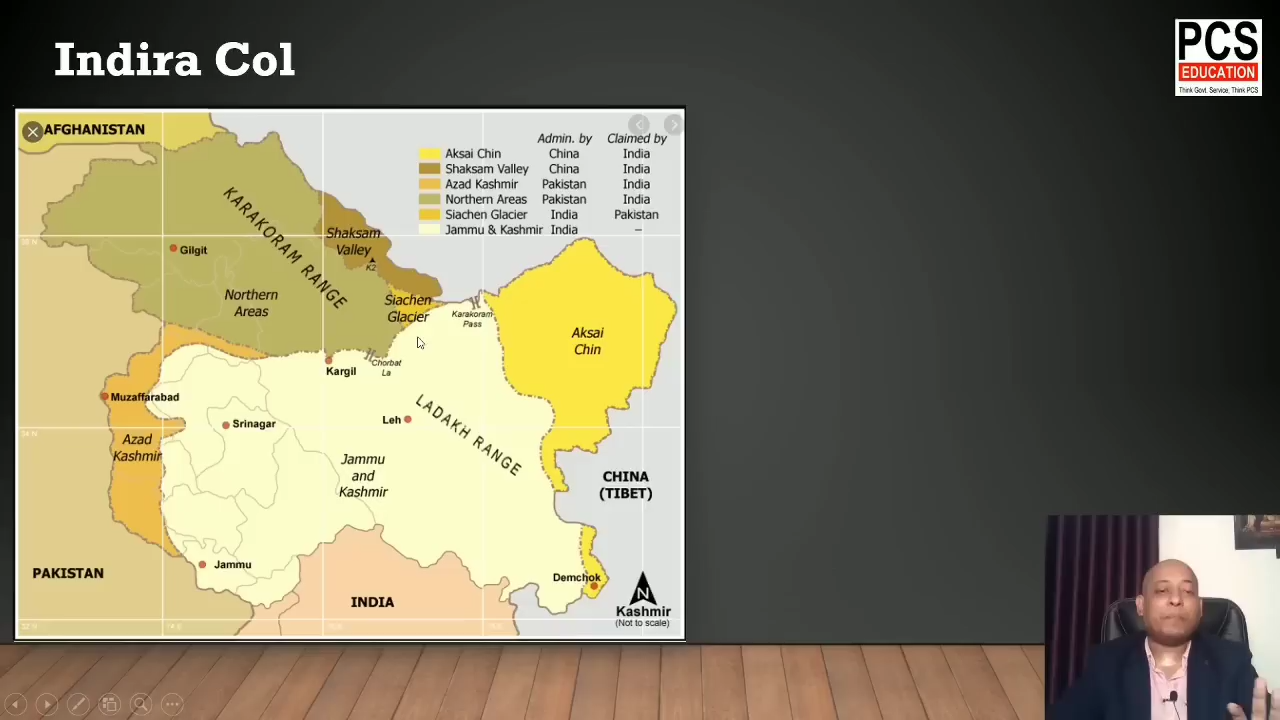 Indira Col
PCS
EDUCATION
Think Govt. Service, Think PCS
AFGHANISTAN
Admin. by Claimed by
Aksai Chin China India
Shaksam Valley China India
Azad Kashmir Pakistan India
Northern Areas Pakistan India
Siachen Glacier India Pakistan
Jammu & Kashmir India –
KARAKORAM RANGE
Shaksam
Valley
K2
Gilgit
Northern
Areas
Siachen
Glacier
Karakoram
Pass
Aksai
Chin
Kargil
Chorbat
La
Muzaffarabad
Srinagar
Leh
LADAKH RANGE
Azad
Kashmir
Jammu
and
Kashmir
CHINA
(TIBET)
Jammu
PAKISTAN
INDIA
Demchok
N
Kashmir
(Not to scale)